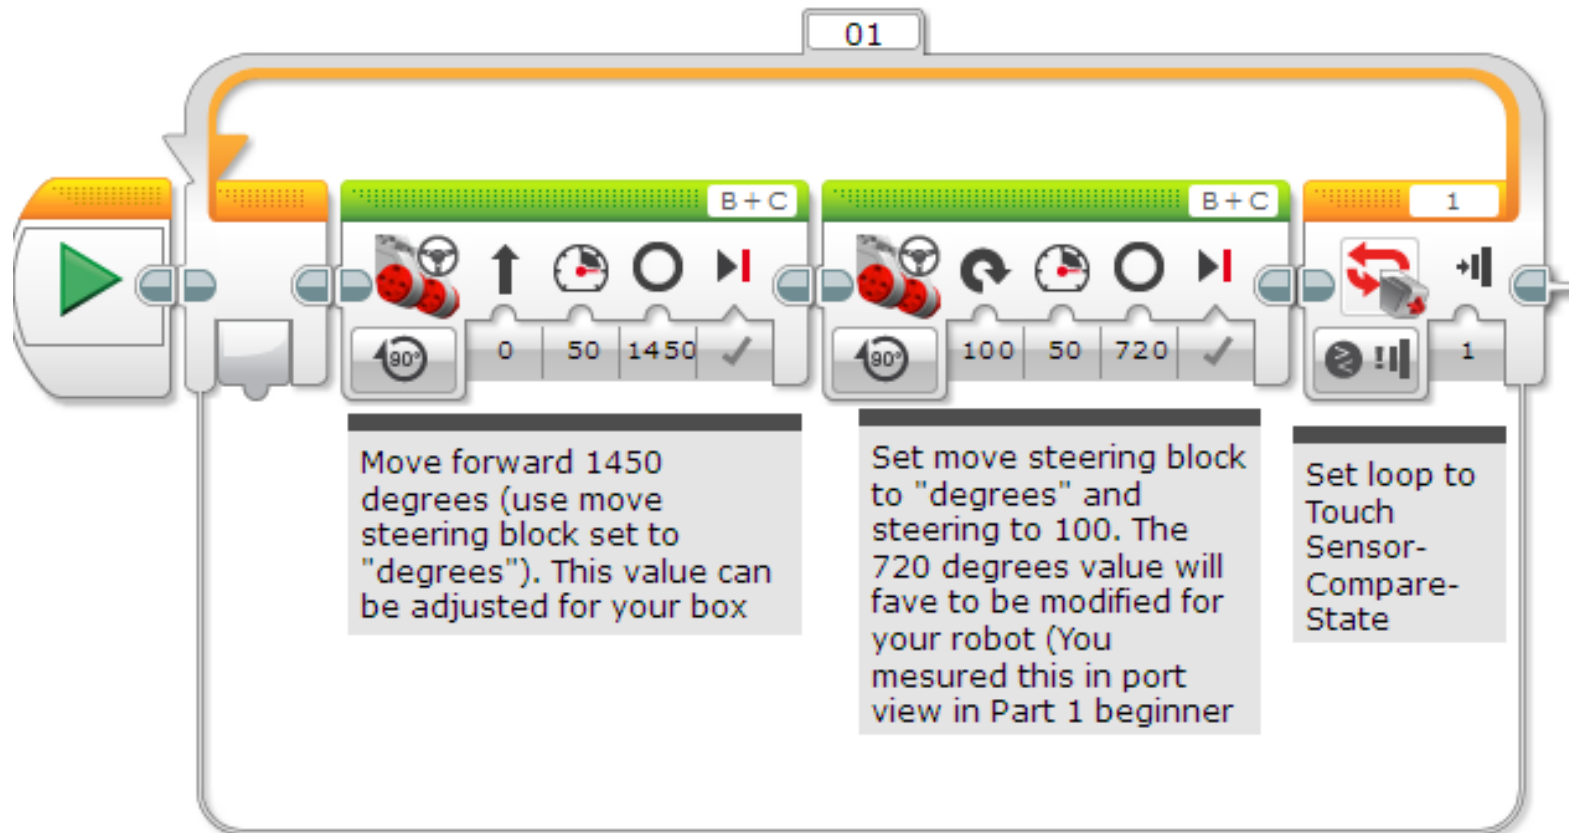 01
B + C
B + C
1
90°
0
50
1450
90°
100
50
720
1
Move forward 1450
degrees (use move
steering block set to
"degrees"). This value can
be adjusted for your box
Set move steering block
to "degrees" and
steering to 100. The
720 degrees value will
fave to be modified for
your robot (You
mesured this in port
view in Part 1 beginner
Set loop to
Touch
Sensor-
Compare-
State